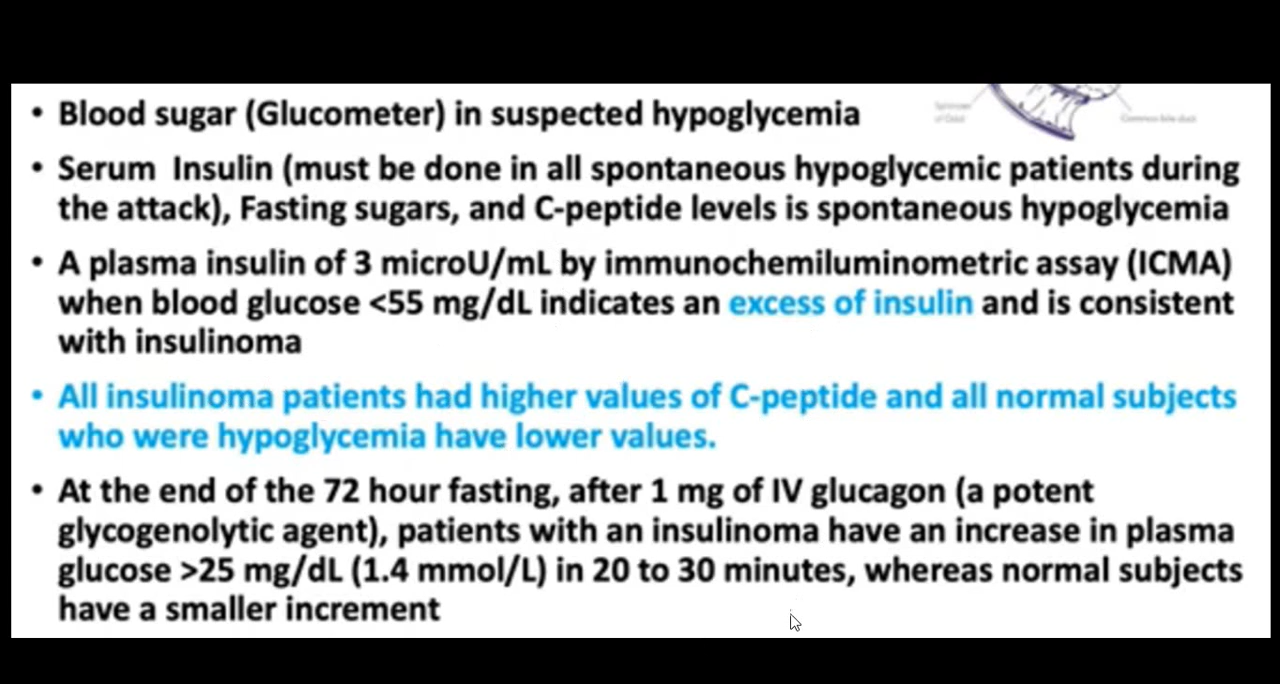 • Blood sugar (Glucometer) in suspected hypoglycemia
Common bile duct
• Serum Insulin (must be done in all spontaneous hypoglycemic patients during
the attack), Fasting sugars, and C-peptide levels is spontaneous hypoglycemia
• A plasma insulin of 3 microU/mL by immunochemiluminometric assay (ICMA)
when blood glucose <55 mg/dL indicates an excess of insulin and is consistent
with insulinoma
• All insulinoma patients had higher values of C-peptide and all normal subjects
who were hypoglycemia have lower values.
• At the end of the 72 hour fasting, after 1 mg of IV glucagon (a potent
glycogenolytic agent), patients with an insulinoma have an increase in plasma
glucose >25 mg/dL (1.4 mmol/L) in 20 to 30 minutes, whereas normal subjects
have a smaller increment